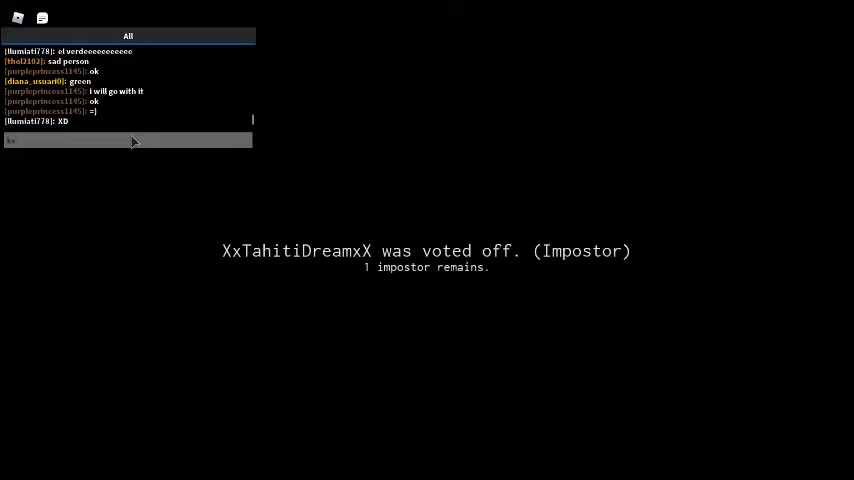 All
[llumiati778]: el verdeeeeeeeeeee
[thol2102]: sad person
[purpleprincess1145]: ok
[diana_usuari0]: green
[purpleprincess1145]: i will go with it
[purpleprincess1145]: ok
[purpleprincess1145]: =)
[llumiati778]: XD
XxTahitiDreamxX was voted off. (Impostor)
1 impostor remains.